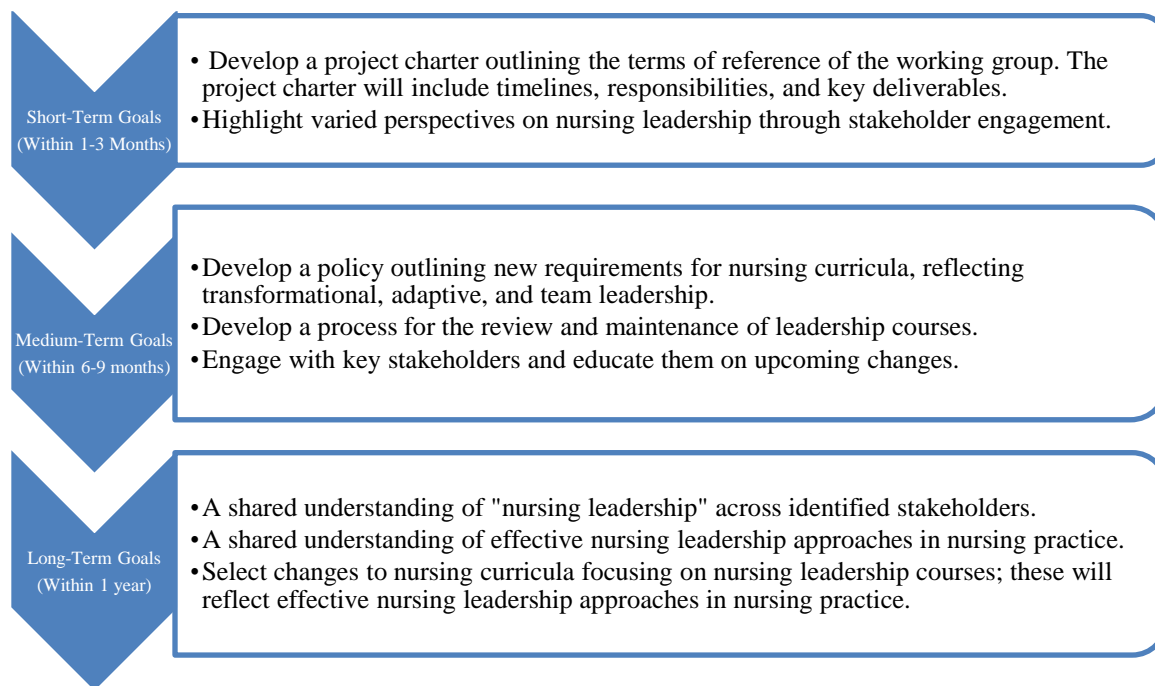 Short-Term Goals
(Within 1-3 Months)
• Develop a project charter outlining the terms of reference of the working group. The
project charter will include timelines, responsibilities, and key deliverables.
•Highlight varied perspectives on nursing leadership through stakeholder engagement.
Medium-Term Goals
(Within 6-9 months)
•Develop a policy outlining new requirements for nursing curricula, reflecting
transformational, adaptive, and team leadership.
•Develop a process for the review and maintenance of leadership courses.
•Engage with key stakeholders and educate them on upcoming changes.
Long-Term Goals
(Within 1 year)
•A shared understanding of "nursing leadership" across identified stakeholders.
•A shared understanding of effective nursing leadership approaches in nursing practice.
•Select changes to nursing curricula focusing on nursing leadership courses; these will
reflect effective nursing leadership approaches in nursing practice.